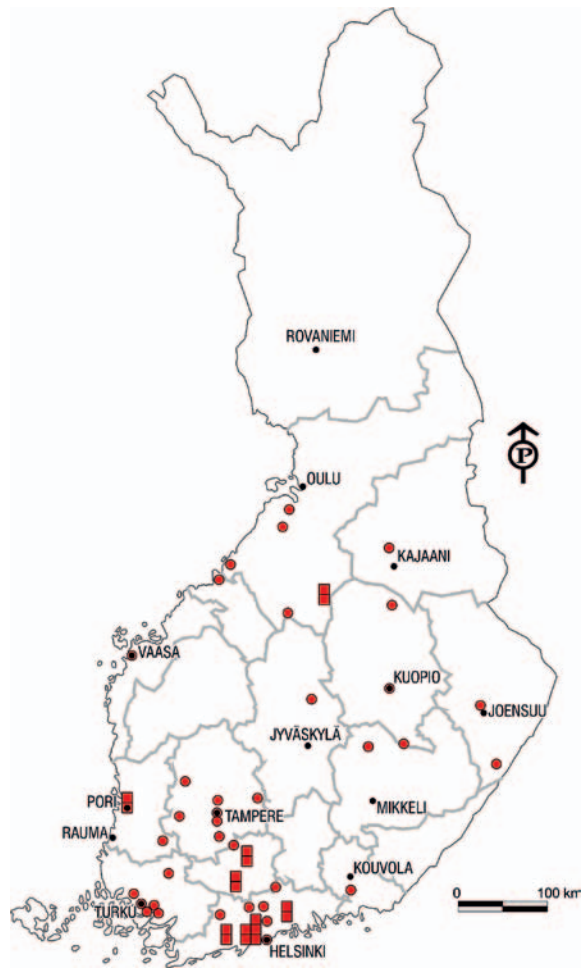 ROVANIEMI
P
OULU
KAJAANI
VAASA
KUOPIO
JOENSUU
JYVÄSKYLÄ
PORI
TAMPERE
MIKKELI
RAUMA
KOUVOLA
TURKU
0 100 km
HELSINKI